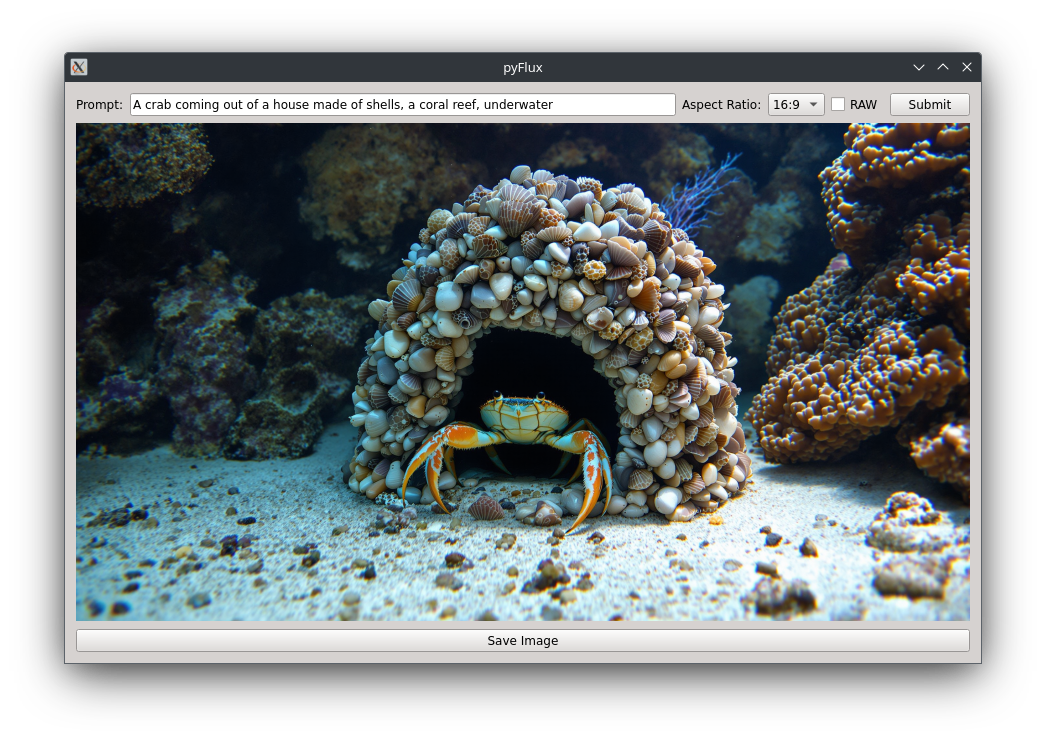 pyFlux
Prompt: A crab coming out of a house made of shells, a coral reef, underwater Aspect Ratio: 16:9 RAW Submit
Save Image